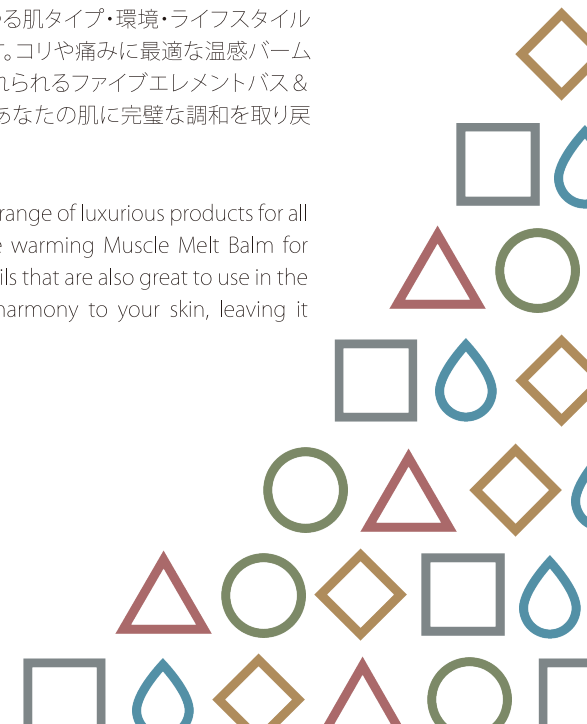 る肌タイプ・環境・ライフスタイル
。コリや痛みに最適な温感バーム
れられるファイブエレメントバス＆
あなたの肌に完璧な調和を取り戻
range of luxurious products for all
warming Muscle Melt Balm for
ils that are also great to use in the
harmony to your skin, leaving it